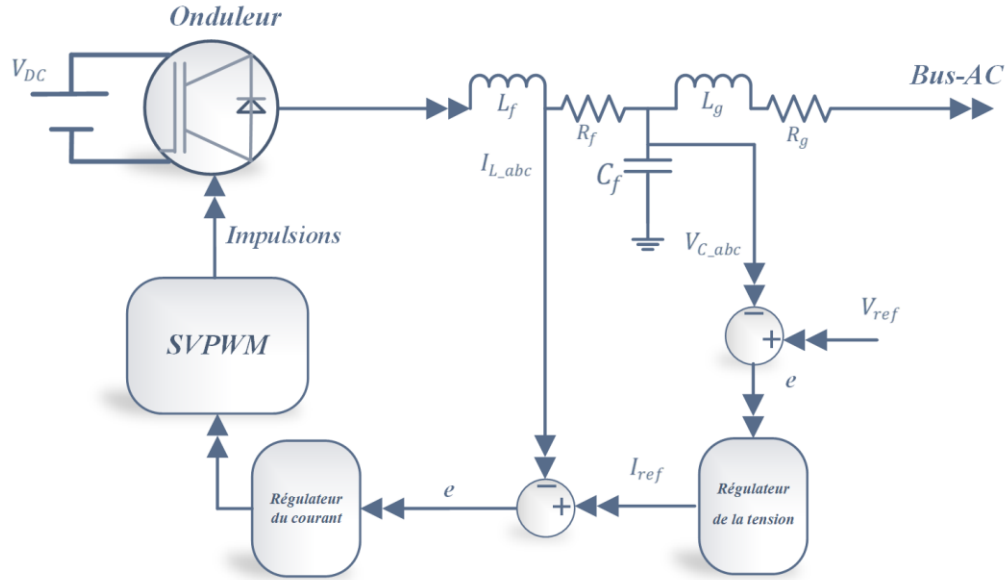 Onduleur
V_DC
Bus-AC
L_f
L_g
R_f
R_g
I_L_abc
C_f
Impulsions
V_C_abc
−
V_ref
+
SVPWM
e
I_ref
−
e
+
Régulateur
du courant
Régulateur
de la tension